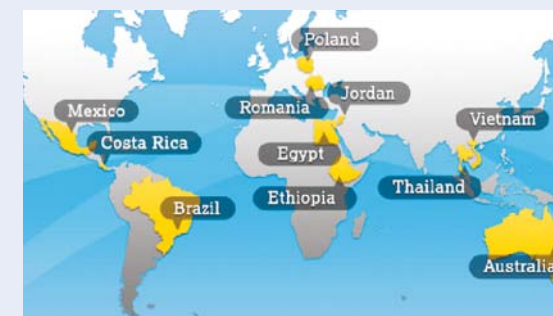 Poland
Jordan
Romania
Mexico
Vietnam
Costa Rica
Egypt
Thailand
Ethiopia
Brazil
Australia